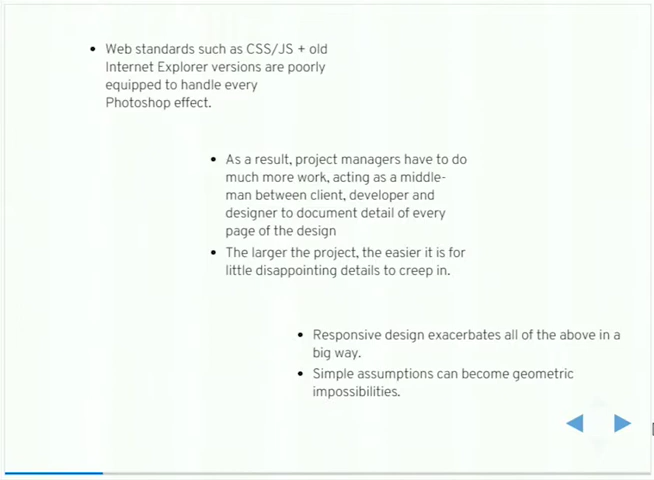 • Web standards such as CSS/JS + old
Internet Explorer versions are poorly
equipped to handle every
Photoshop effect.
• As a result, project managers have to do
much more work, acting as a middle-
man between client, developer and
designer to document detail of every
page of the design
• The larger the project, the easier it is for
little disappointing details to creep in.
• Responsive design exacerbates all of the above in a
big way.
• Simple assumptions can become geometric
impossibilities.